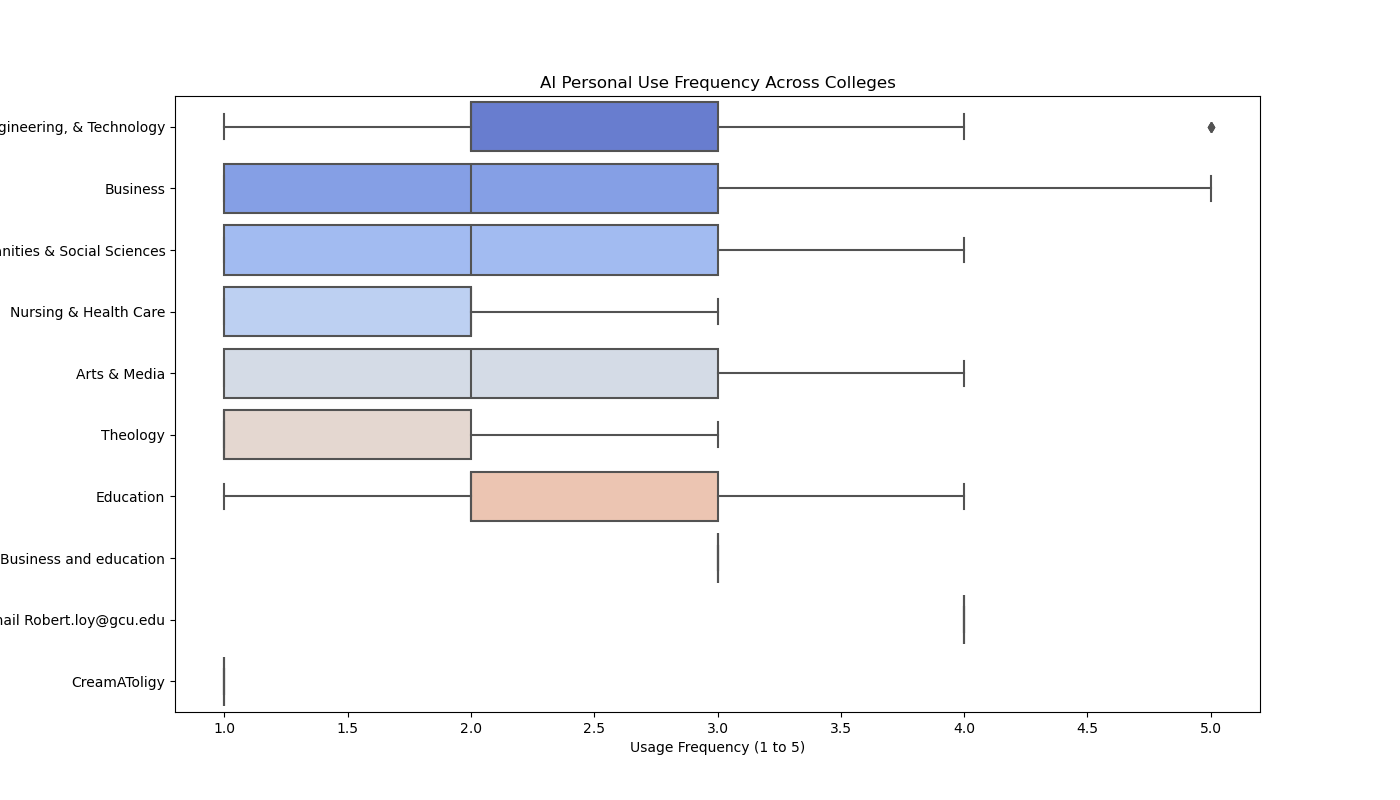 AI Personal Use Frequency Across Colleges
gineering, & Technology
Business
nities & Social Sciences
Nursing & Health Care
Arts & Media
Theology
Education
Business and education
ail Robert.loy@gcu.edu
CreamAToligy
1.0 1.5 2.0 2.5 3.0 3.5 4.0 4.5 5.0
Usage Frequency (1 to 5)